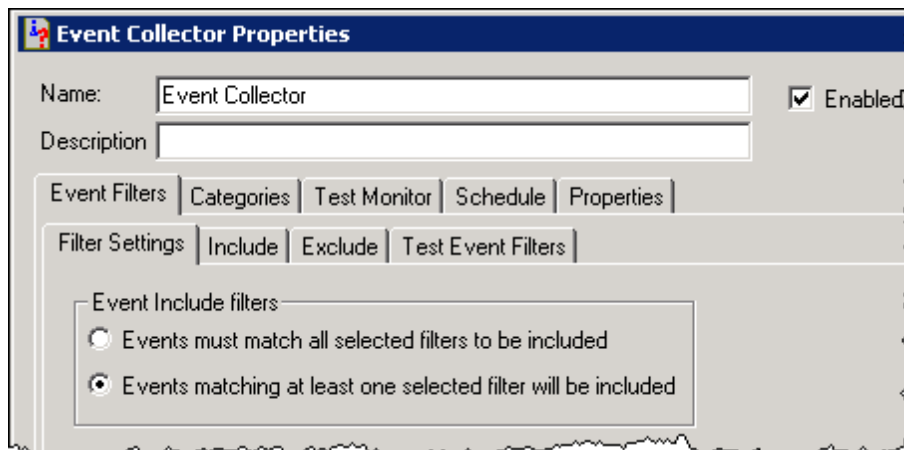 Event Collector Properties
Name: Event Collector Enabled
Description
Event Filters Categories Test Monitor Schedule Properties
Filter Settings Include Exclude Test Event Filters
Event Include filters
Events must match all selected filters to be included
Events matching at least one selected filter will be included